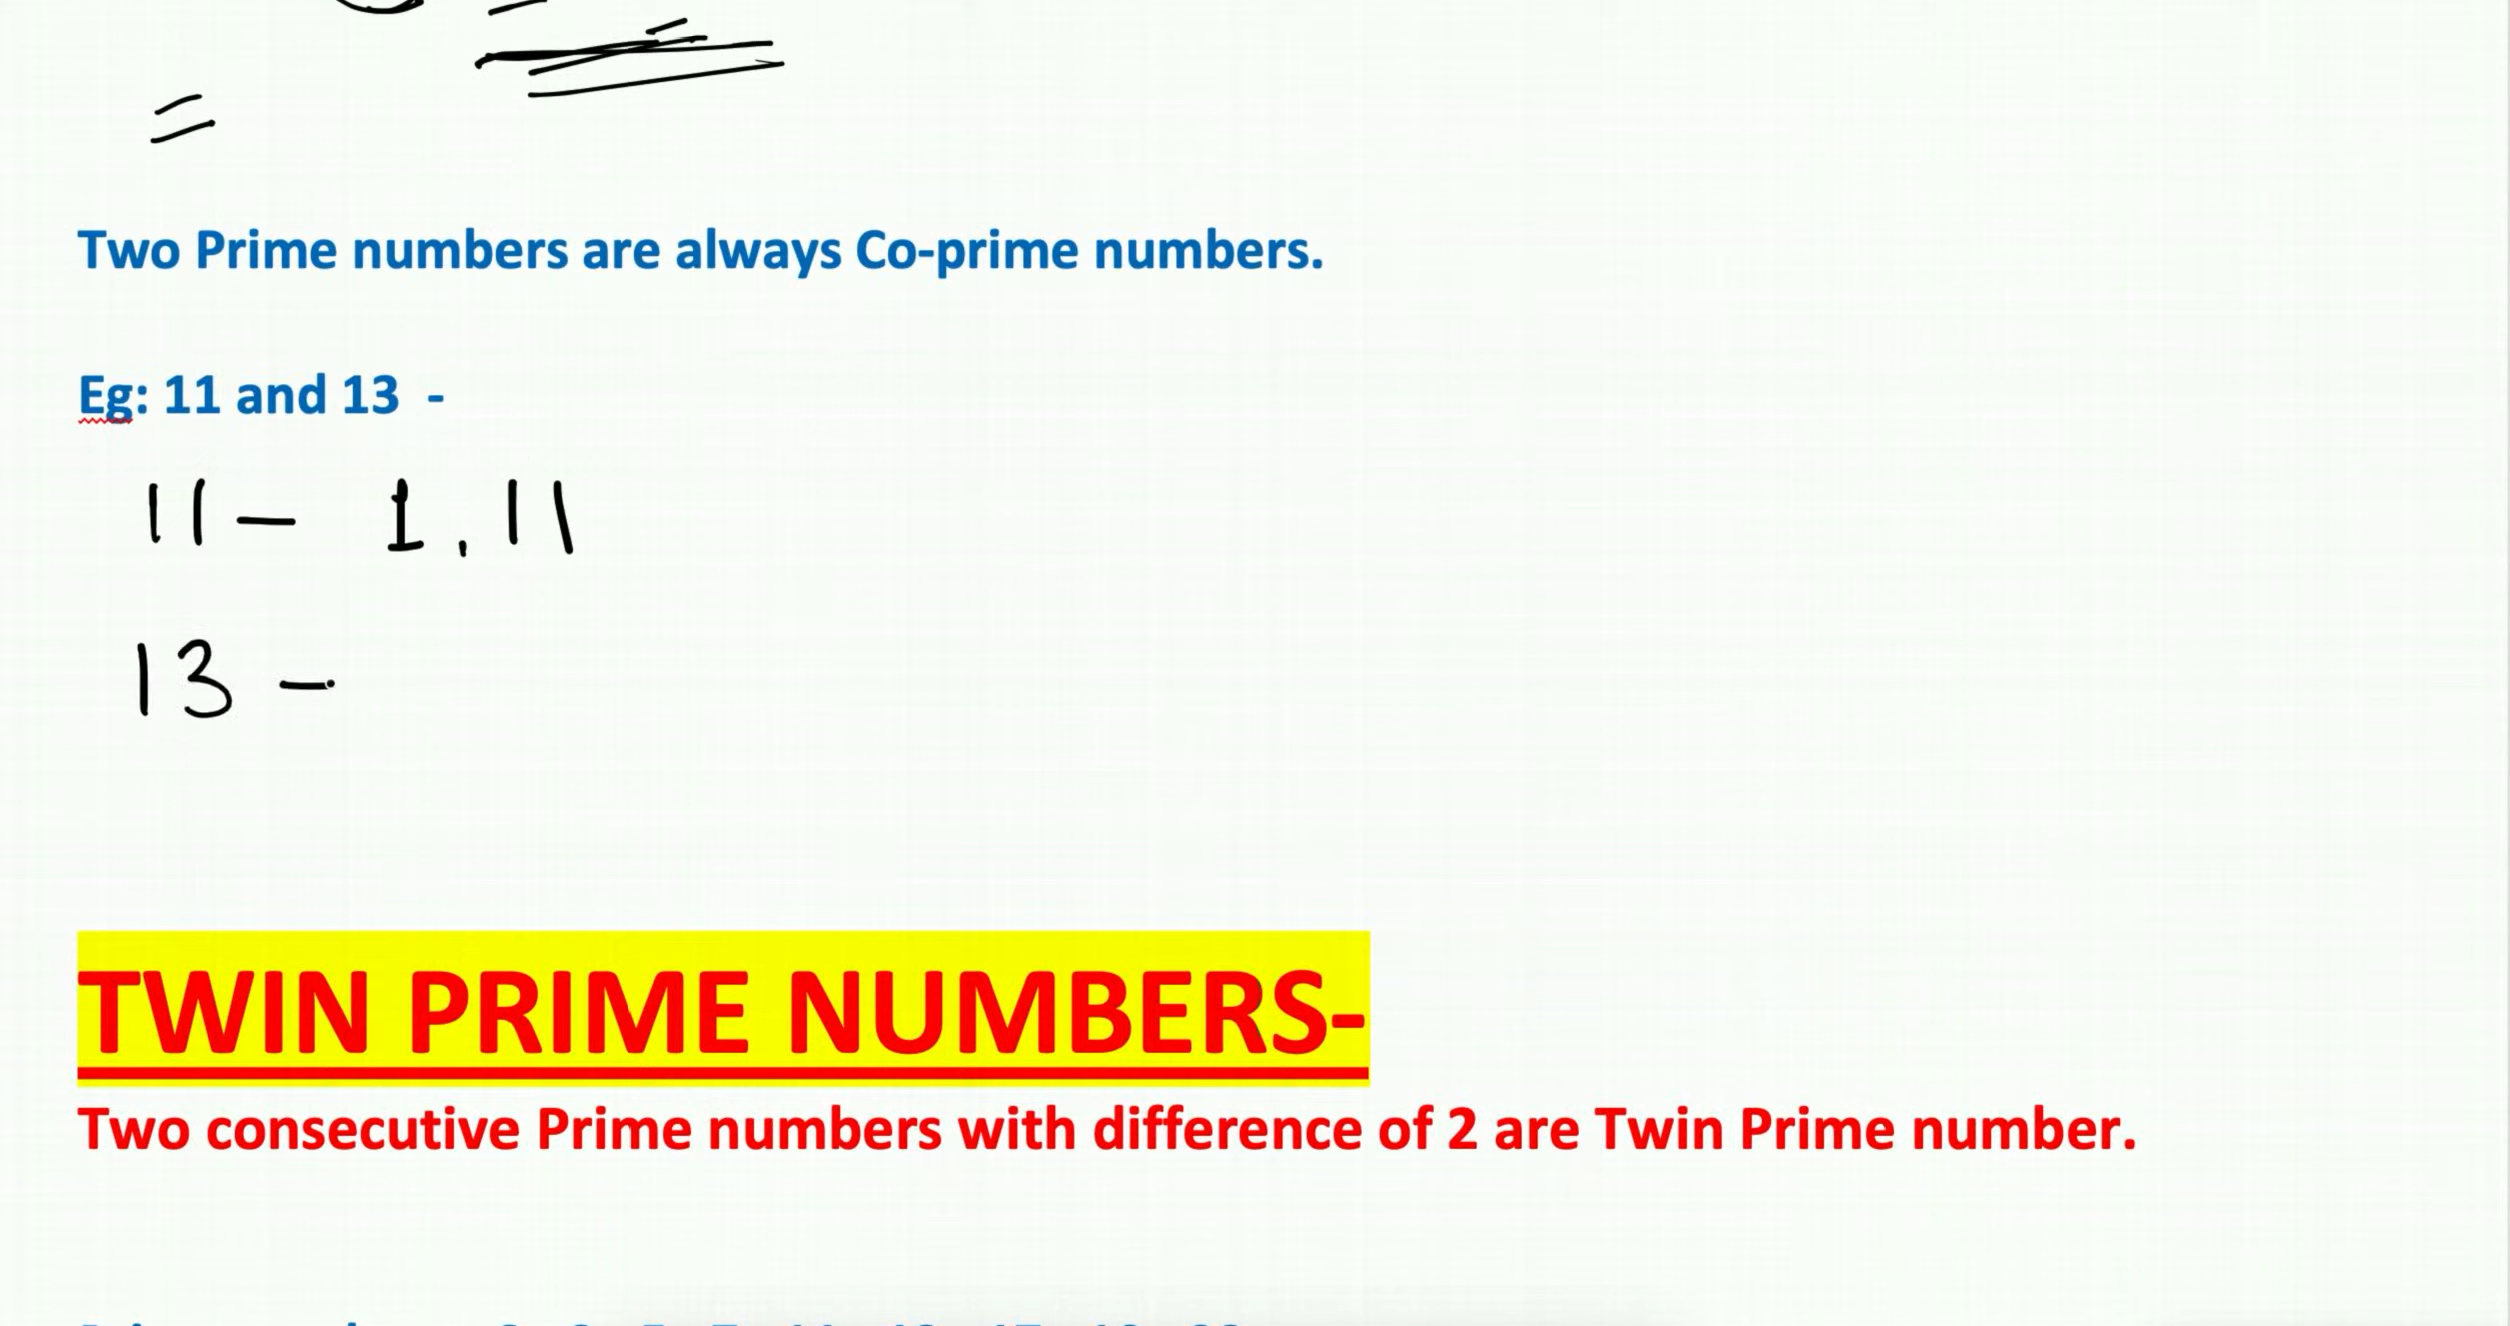 Two Prime numbers are always Co-prime numbers.
Eg: 11 and 13 -
11 - 1, 11
13 -
TWIN PRIME NUMBERS-
Two consecutive Prime numbers with difference of 2 are Twin Prime number.